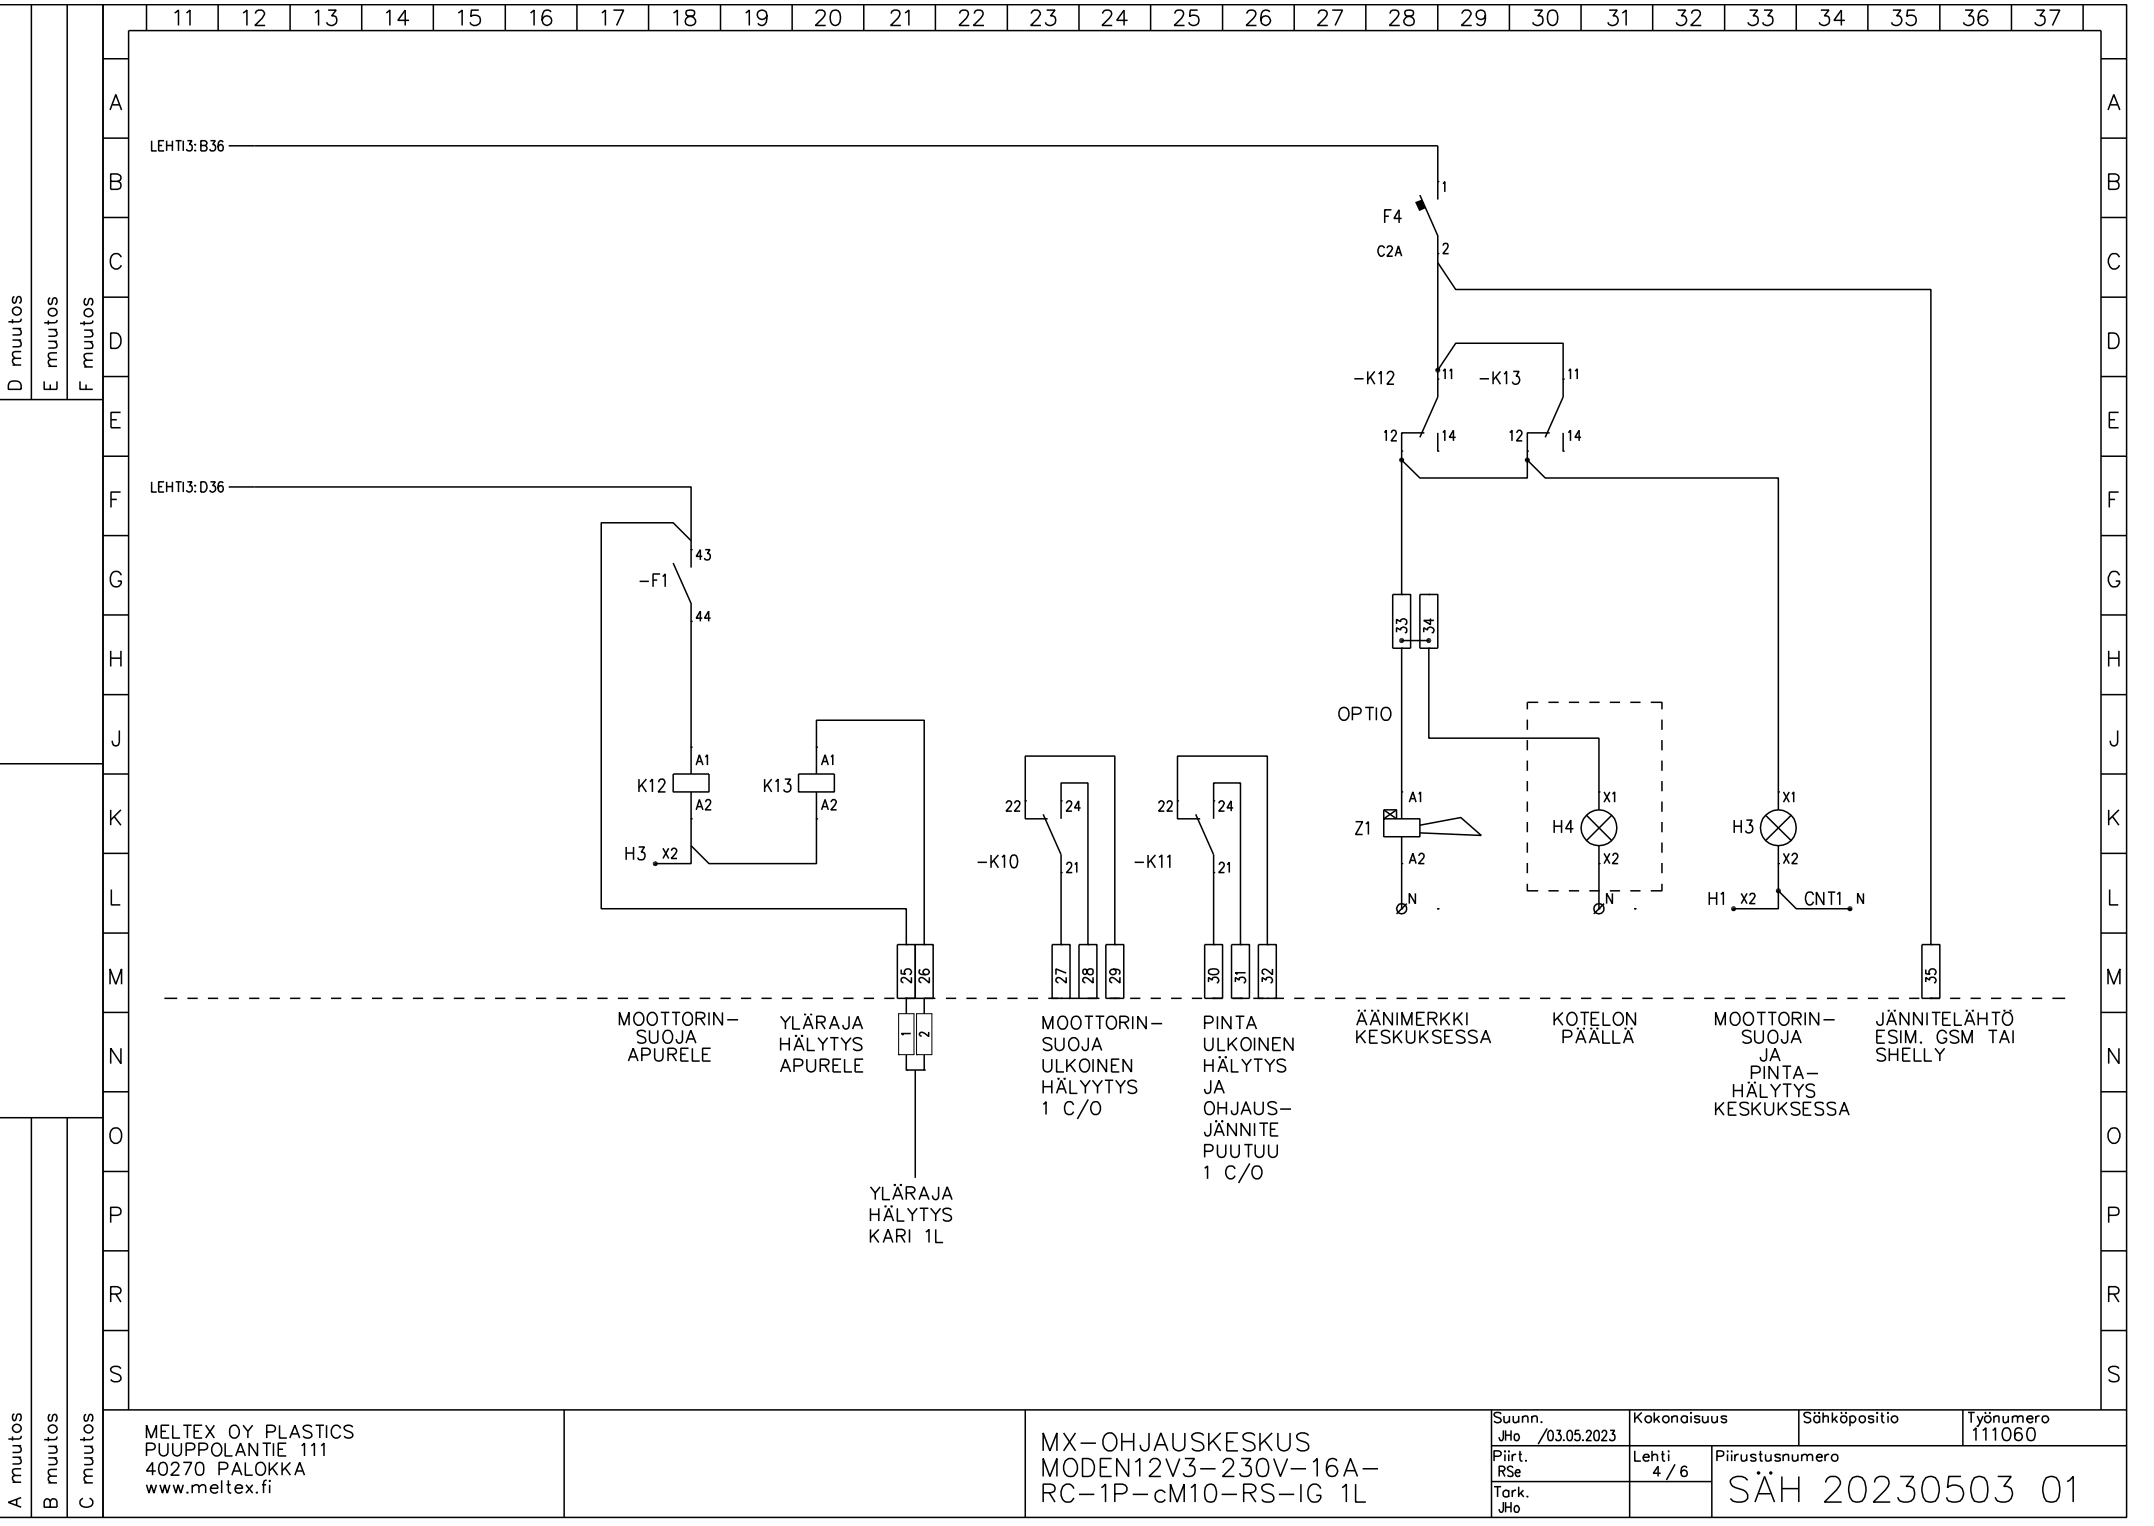 11 12 13 14 15 16 17 18 19 20 21 22 23 24 25 26 27 28 29 30 31 32 33 34 35 36 37
A A
LEHTI3:B36
B B
1
F4
C2A 2
C C
D muutos
E muutos
F muutos
D D
-K12 11 -K13 11
E E
12 14 12 14
LEHTI3:D36
F F
43
-F1
44
G G
33 34
H H
OPTIO
J J
A1 A1
K12 K13
A2 A2
22 24 22 24
A1 X1 X1
Z1 H4 H3
A2 X2 X2
K K
H3 X2
-K10 21 -K11 21
L L
N N H1 X2 CNT1 N
M M
25 26 27 28 29 30 31 32 35
N N
1 2
MOOTTORIN-
SUOJA
APURELE
YLÄRAJA
HÄLYTYS
APURELE
MOOTTORIN-
SUOJA
ULKOINEN
HÄLYYTYS
1 C/O
PINTA
ULKOINEN
HÄLYTYS
JA
OHJAUS-
JÄNNITE
PUUTUU
1 C/O
ÄÄNIMERKKI
KESKUKSESSA
KOTELON
PÄÄLLÄ
MOOTTORIN-
SUOJA
JA
PINTA-
HÄLYTYS
KESKUKSESSA
JÄNNITELÄHTÖ
ESIM. GSM TAI
SHELLY
O O
YLÄRAJA
HÄLYTYS
KARI 1L
P P
R R
S S
A muutos
B muutos
C muutos
MELTEX OY PLASTICS
PUUPPOLANTIE 111
40270 PALOKKA
www.meltex.fi
MX-OHJAUSKESKUS
MODEN12V3-230V-16A-
RC-1P-cM10-RS-IG 1L
Suunn.
JHo /03.05.2023
Piirt.
RSe
Tark.
JHo
Kokonaisuus
Sähköpositio
Työnumero
111060
Lehti
4/6
Piirustusnumero
SÄH 20230503 01